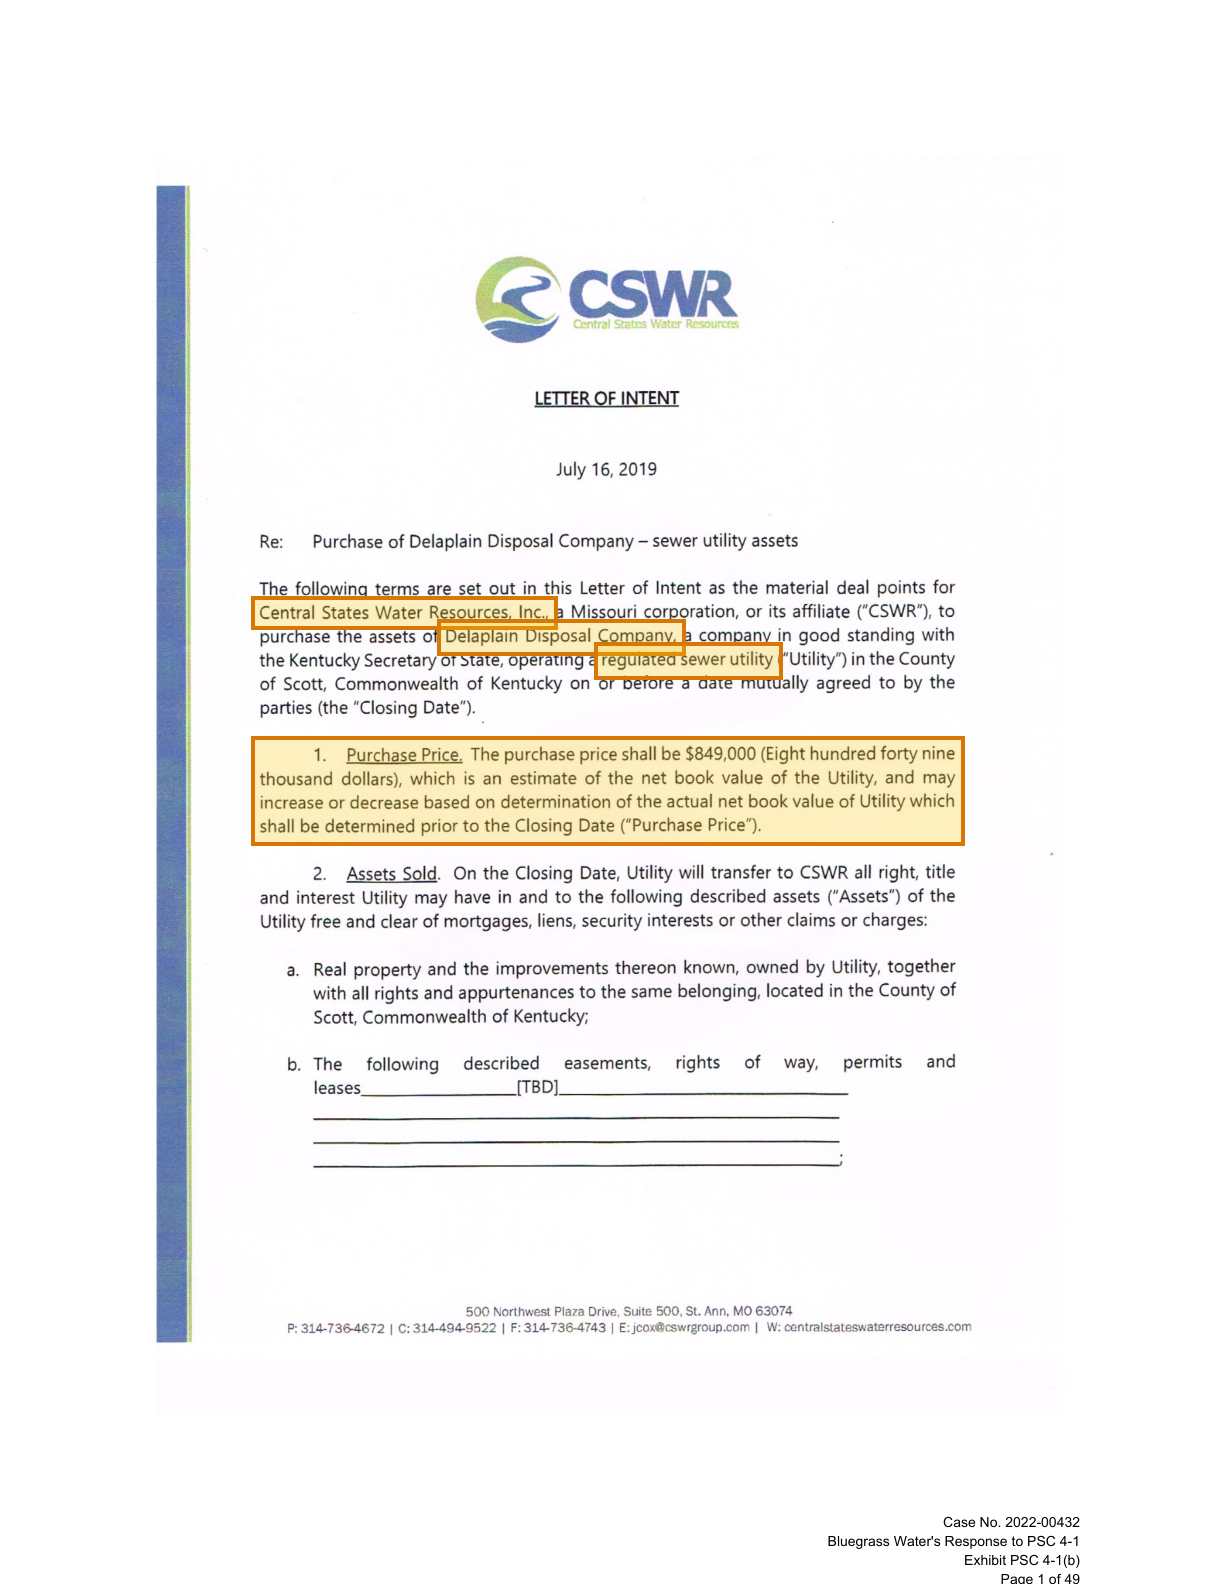 CSWR
Central States Water Resources
LETTER OF INTENT
July 16, 2019
Re: Purchase of Delaplain Disposal Company – sewer utility assets
The following terms are set out in this Letter of Intent as the material deal points for
Central States Water Resources, Inc., a Missouri corporation, or its affiliate ("CSWR"), to
purchase the assets of Delaplain Disposal Company, a company in good standing with
the Kentucky Secretary of State, operating a regulated sewer utility ("Utility") in the County
of Scott, Commonwealth of Kentucky on or before a date mutually agreed to by the
parties (the "Closing Date").
1. Purchase Price. The purchase price shall be $849,000 (Eight hundred forty nine
thousand dollars), which is an estimate of the net book value of the Utility, and may
increase or decrease based on determination of the actual net book value of Utility which
shall be determined prior to the Closing Date ("Purchase Price").
2. Assets Sold. On the Closing Date, Utility will transfer to CSWR all right, title
and interest Utility may have in and to the following described assets ("Assets") of the
Utility free and clear of mortgages, liens, security interests or other claims or charges:
a. Real property and the improvements thereon known, owned by Utility, together
with all rights and appurtenances to the same belonging, located in the County of
Scott, Commonwealth of Kentucky;
b. The following described easements, rights of way, permits and
leases________________[TBD]______________________________
______________________________________________________
______________________________________________________
______________________________________________________;
500 Northwest Plaza Drive, Suite 500, St. Ann, MO 63074
P: 314-736-4672 | C: 314-494-9522 | F: 314-736-4743 | E: jcox@cswrgroup.com | W: centralstateswaterresources.com
Case No. 2022-00432
Bluegrass Water's Response to PSC 4-1
Exhibit PSC 4-1(b)
Page 1 of 49